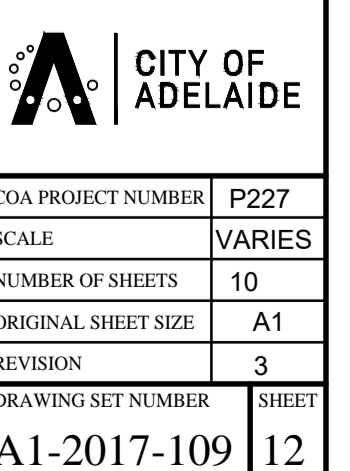 CITY OF
ADELAIDE
COA PROJECT NUMBER P227
SCALE VARIES
NUMBER OF SHEETS 10
ORIGINAL SHEET SIZE A1
REVISION 3
DRAWING SET NUMBER SHEET
A1-2017-109 12